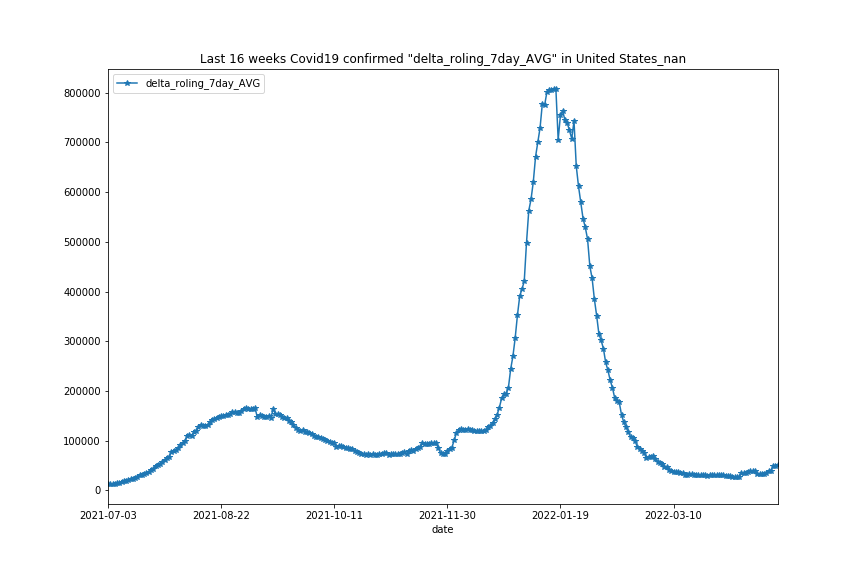 Last 16 weeks Covid19 confirmed "delta_roling_7day_AVG" in United States_nan
delta_roling_7day_AVG
800000
700000
600000
500000
400000
300000
200000
100000
0
2021-07-03 2021-08-22 2021-10-11 2021-11-30 2022-01-19 2022-03-10
date